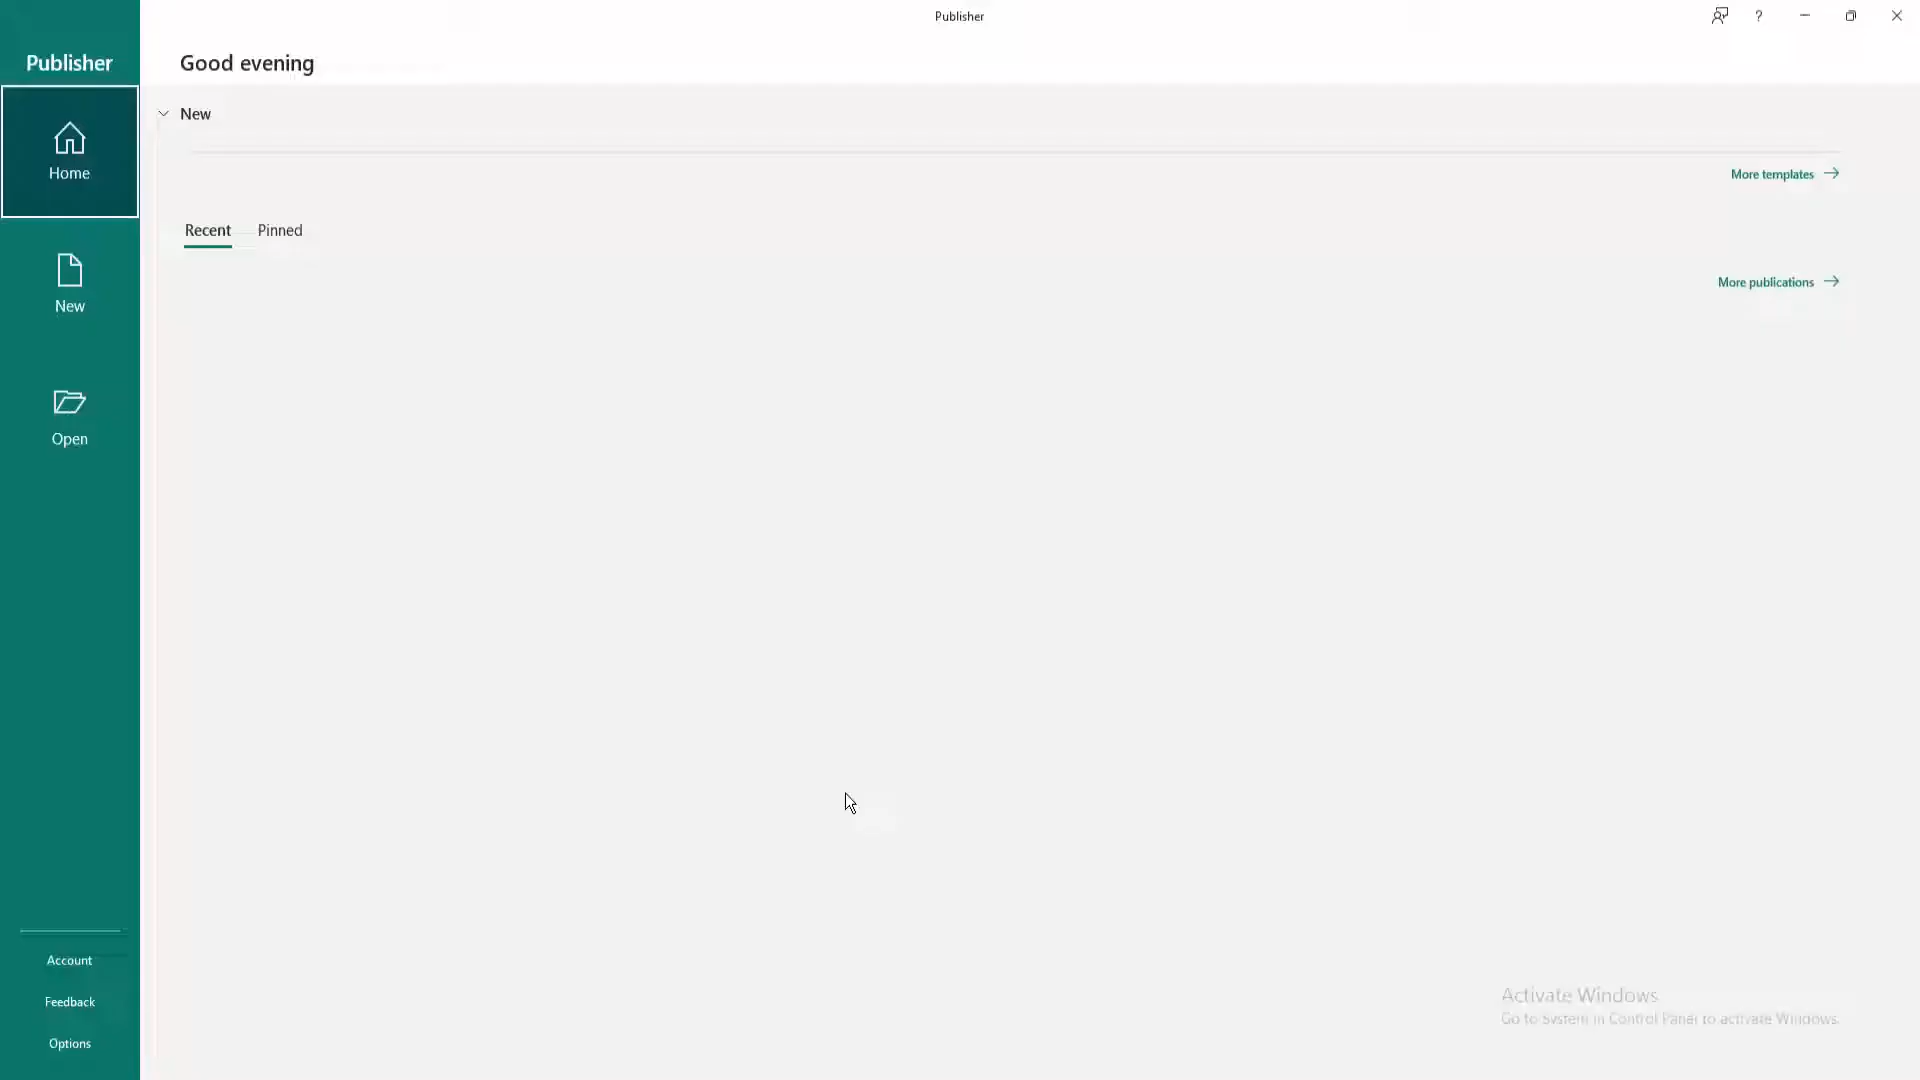 Publisher
?
Publisher
Good evening
Home
New
More templates
Recent
Pinned
More publications
New
Open
Account
Feedback
Options
Activate Windows
Go to System in Control Panel to activate Windows.